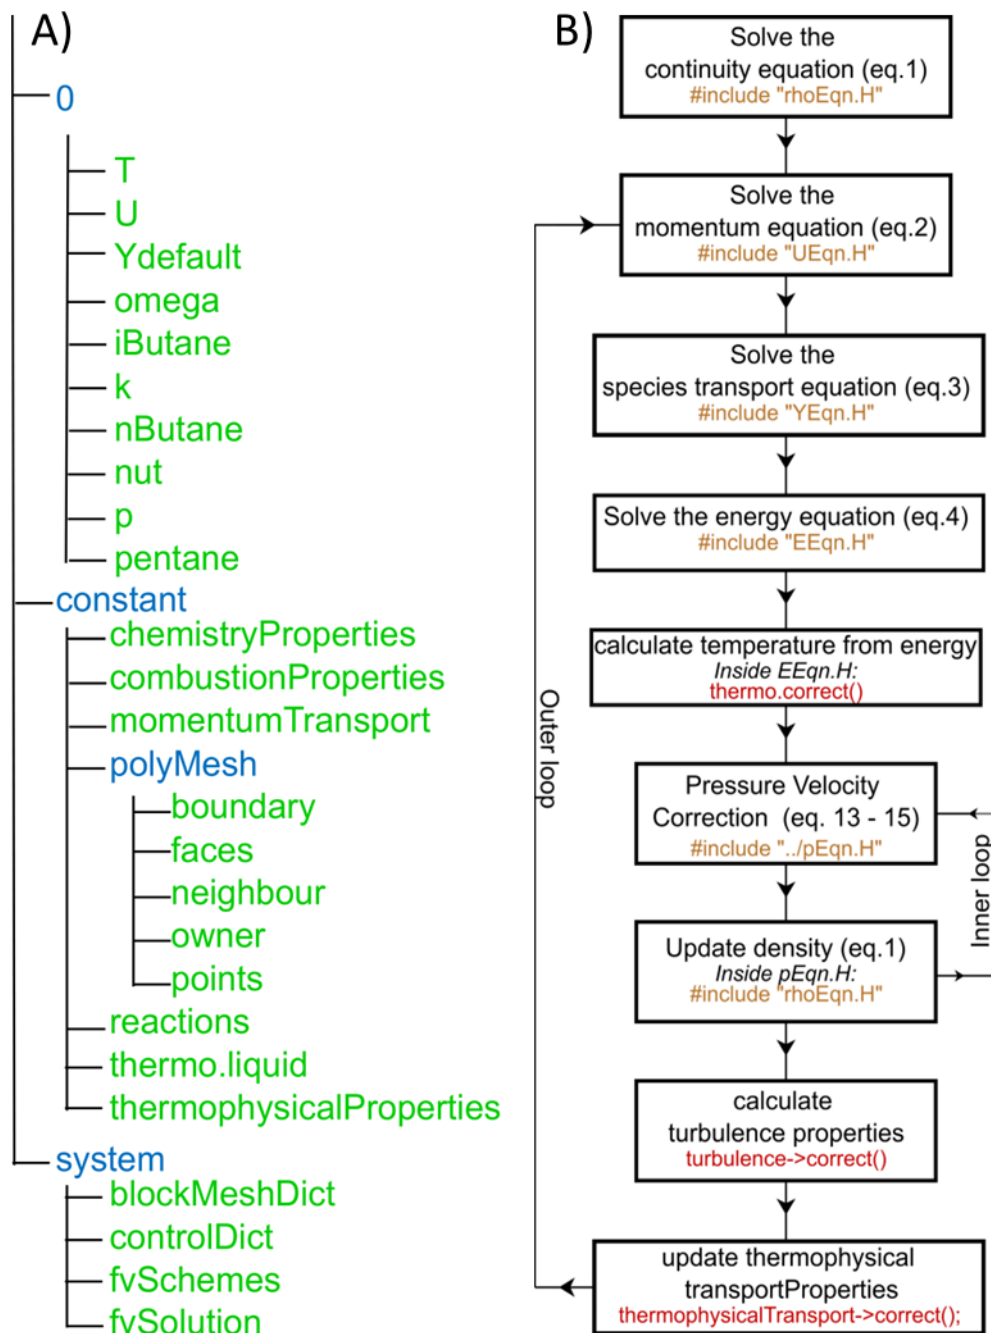 A)
0
T
U
Ydefault
omega
iButane
k
nButane
nut
p
pentane
constant
chemistryProperties
combustionProperties
momentumTransport
polyMesh
boundary
faces
neighbour
owner
points
reactions
thermo.liquid
thermophysicalProperties
system
blockMeshDict
controlDict
fvSchemes
fvSolution
B)
Solve the
continuity equation (eq.1)
#include "rhoEqn.H"
Solve the
momentum equation (eq.2)
#include "UEqn.H"
Solve the
species transport equation (eq.3)
#include "YEqn.H"
Solve the energy equation (eq.4)
#include "EEqn.H"
calculate temperature from energy
Inside EEqn.H:
thermo.correct()
Pressure Velocity
Correction (eq. 13 - 15)
#include "../pEqn.H"
Update density (eq.1)
Inside pEqn.H:
#include "rhoEqn.H"
calculate
turbulence properties
turbulence->correct()
update thermophysical
transportProperties
thermophysicalTransport->correct();
Outer loop
Inner loop